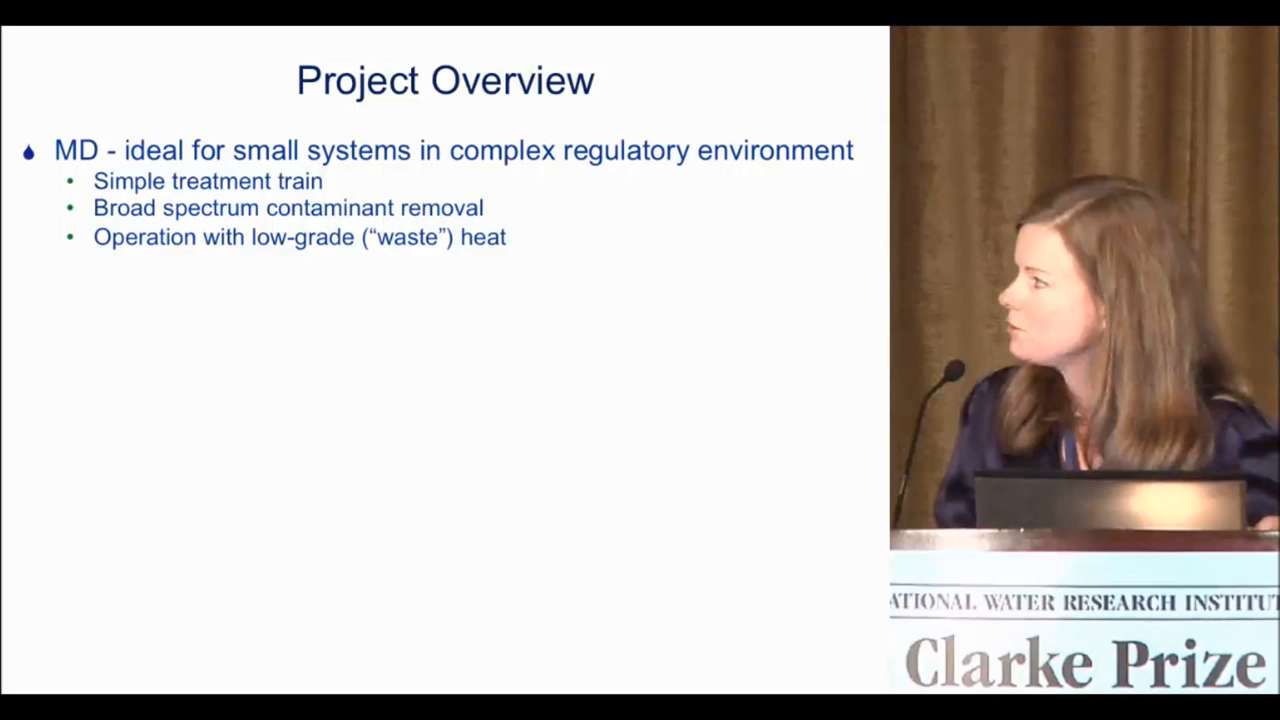 Project Overview
MD - ideal for small systems in complex regulatory environment
• Simple treatment train
• Broad spectrum contaminant removal
• Operation with low-grade (“waste”) heat
ATIONAL WATER RESEARCH INSTITUT
Clarke Prize